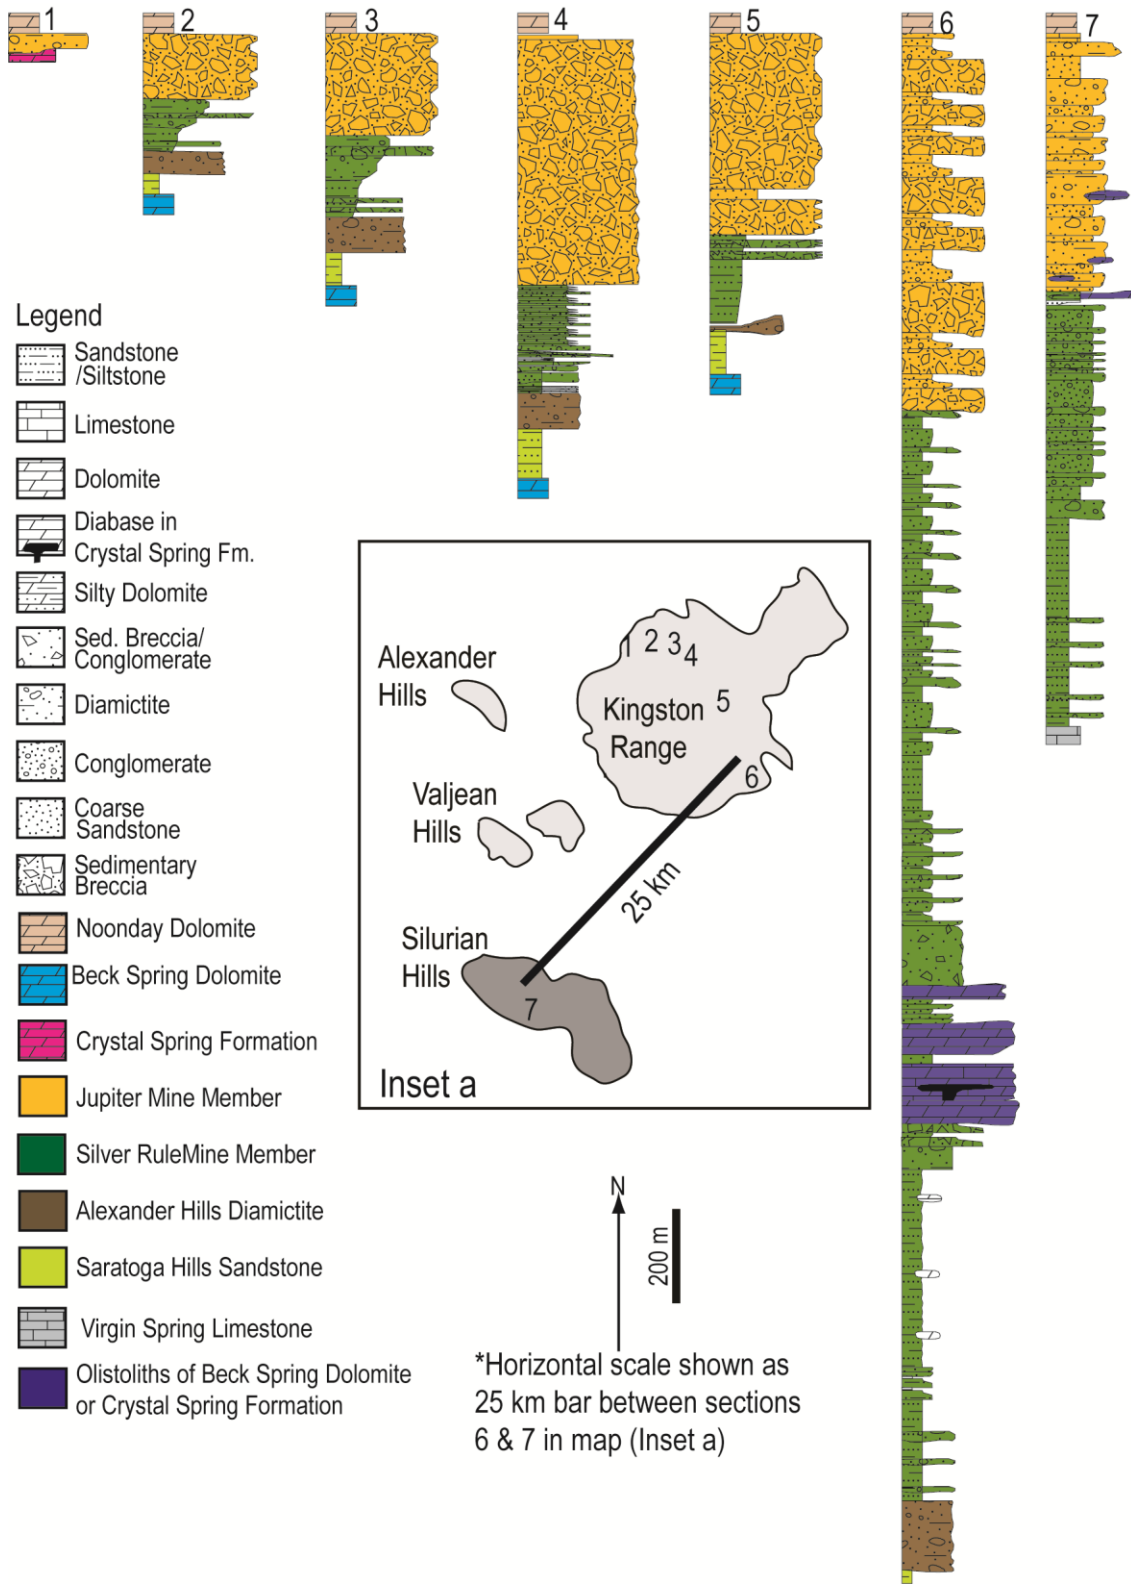 1
2
3
4
5
6
7
Legend
Sandstone
/Siltstone
Limestone
Dolomite
Diabase in
Crystal Spring Fm.
Silty Dolomite
Sed. Breccia/
Conglomerate
Diamictite
Conglomerate
Coarse
Sandstone
Sedimentary
Breccia
Noonday Dolomite
Beck Spring Dolomite
Crystal Spring Formation
Jupiter Mine Member
Silver RuleMine Member
Alexander Hills Diamictite
Saratoga Hills Sandstone
Virgin Spring Limestone
Olistoliths of Beck Spring Dolomite
or Crystal Spring Formation
Alexander
Hills
1
2
3
4
5
Kingston
Range
6
Valjean
Hills
25 km
Silurian
Hills
7
Inset a
N
200 m
*Horizontal scale shown as
25 km bar between sections
6 & 7 in map (Inset a)